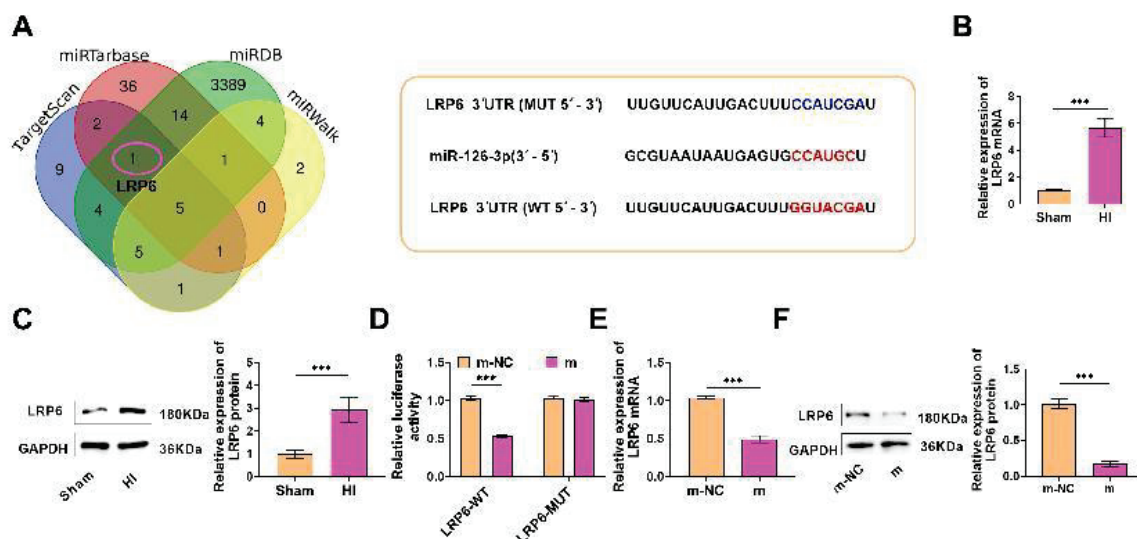 A
miRTarbase
miRDB
TargetScan
miRWalk
36
3389
2
14
4
9
1
1
2
LRP6
4
5
0
5
1
1
LRP6 3'UTR (MUT 5' - 3') UUGUUCAUUGACUUUCCAUCGAU
miR-126-3p(3' - 5') GCGUAAUAAUGAGUGCCAUGCU
LRP6 3'UTR (WT 5' - 3') UUGUUCAUUGACUUUGGUACGAU
B
Relative expression of
LRP6 mRNA
8
6
4
2
0
***
Sham HI
C
LRP6 180KDa
GAPDH 36KDa
Sham HI
Relative expression of
LRP6 protein
5
4
3
2
1
0
***
Sham HI
D
Relative luciferase
activity
m-NC m
1.5
1.0
0.5
0.0
***
LRP6-WT LRP6-MUT
E
Relative expression of
LRP6 mRNA
1.5
1.0
0.5
0.0
***
m-NC m
F
LRP6 180KDa
GAPDH 36KDa
m-NC m
Relative expression of
LRP6 protein
1.5
1.0
0.5
0.0
***
m-NC m